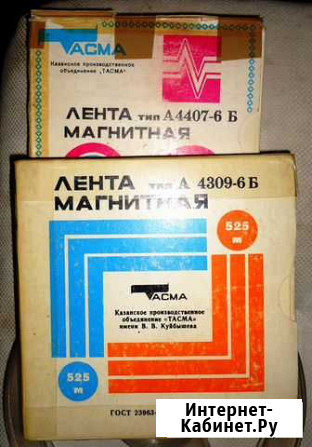 ТАСМА
Казанское производственное
объединение „ТАСМА"
ЛЕНТА тип А4407-6 Б
МАГНИТНАЯ
ЛЕНТА тип А 4309-6 Б
МАГНИТНАЯ
525
м
ТАСМА
Казанское производственное
объединение «ТАСМА»
имени В. В. Куйбышева
525
м
ГОСТ 23963-
Интернет-
Кабинет.Ру